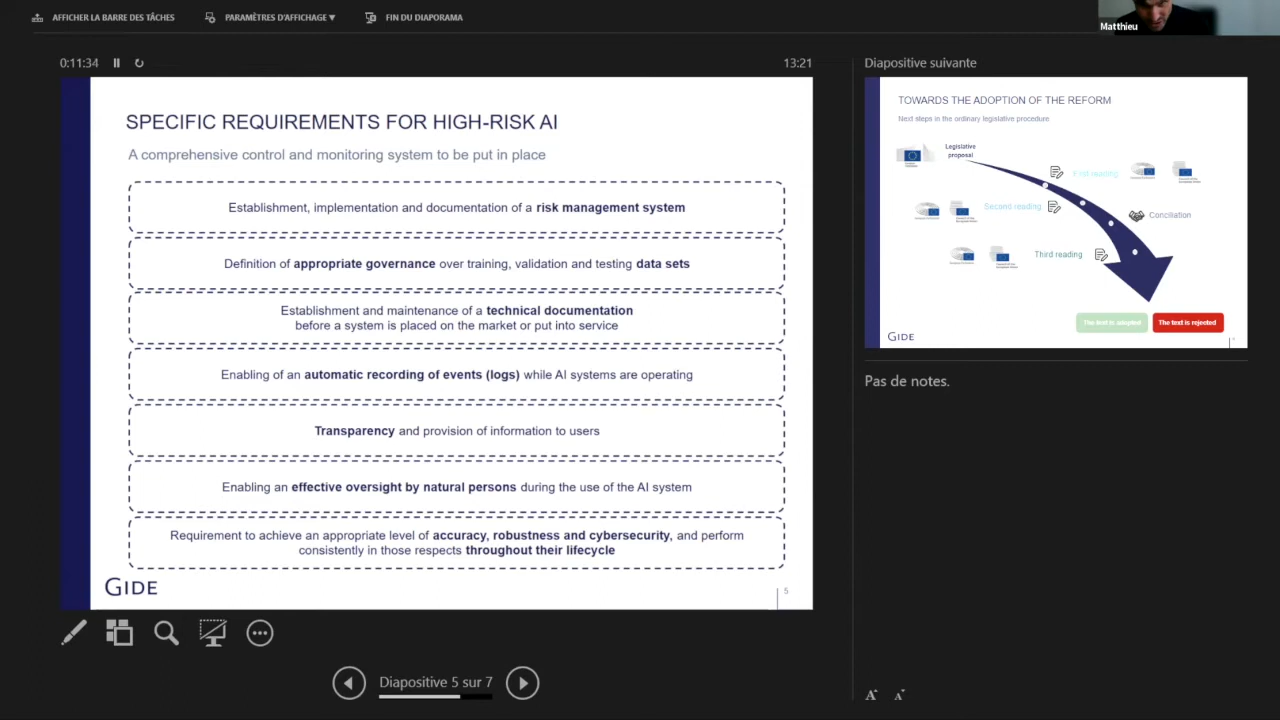 AFFICHER LA BARRE DES TÂCHES
PARAMÈTRES D'AFFICHAGE ▼
FIN DU DIAPORAMA
Matthieu
0:11:34
13:21
SPECIFIC REQUIREMENTS FOR HIGH-RISK AI
A comprehensive control and monitoring system to be put in place
Establishment, implementation and documentation of a risk management system
Definition of appropriate governance over training, validation and testing data sets
Establishment and maintenance of a technical documentation
before a system is placed on the market or put into service
Enabling of an automatic recording of events (logs) while AI systems are operating
Transparency and provision of information to users
Enabling an effective oversight by natural persons during the use of the AI system
Requirement to achieve an appropriate level of accuracy, robustness and cybersecurity, and perform
consistently in those respects throughout their lifecycle
GIDE
5
Diapositive 5 sur 7
Diapositive suivante
TOWARDS THE ADOPTION OF THE REFORM
Next steps in the ordinary legislative procedure
Legislative
proposal
First reading
Second reading
Conciliation
Third reading
The text is adopted
The text is rejected
GIDE
Pas de notes.
A
A